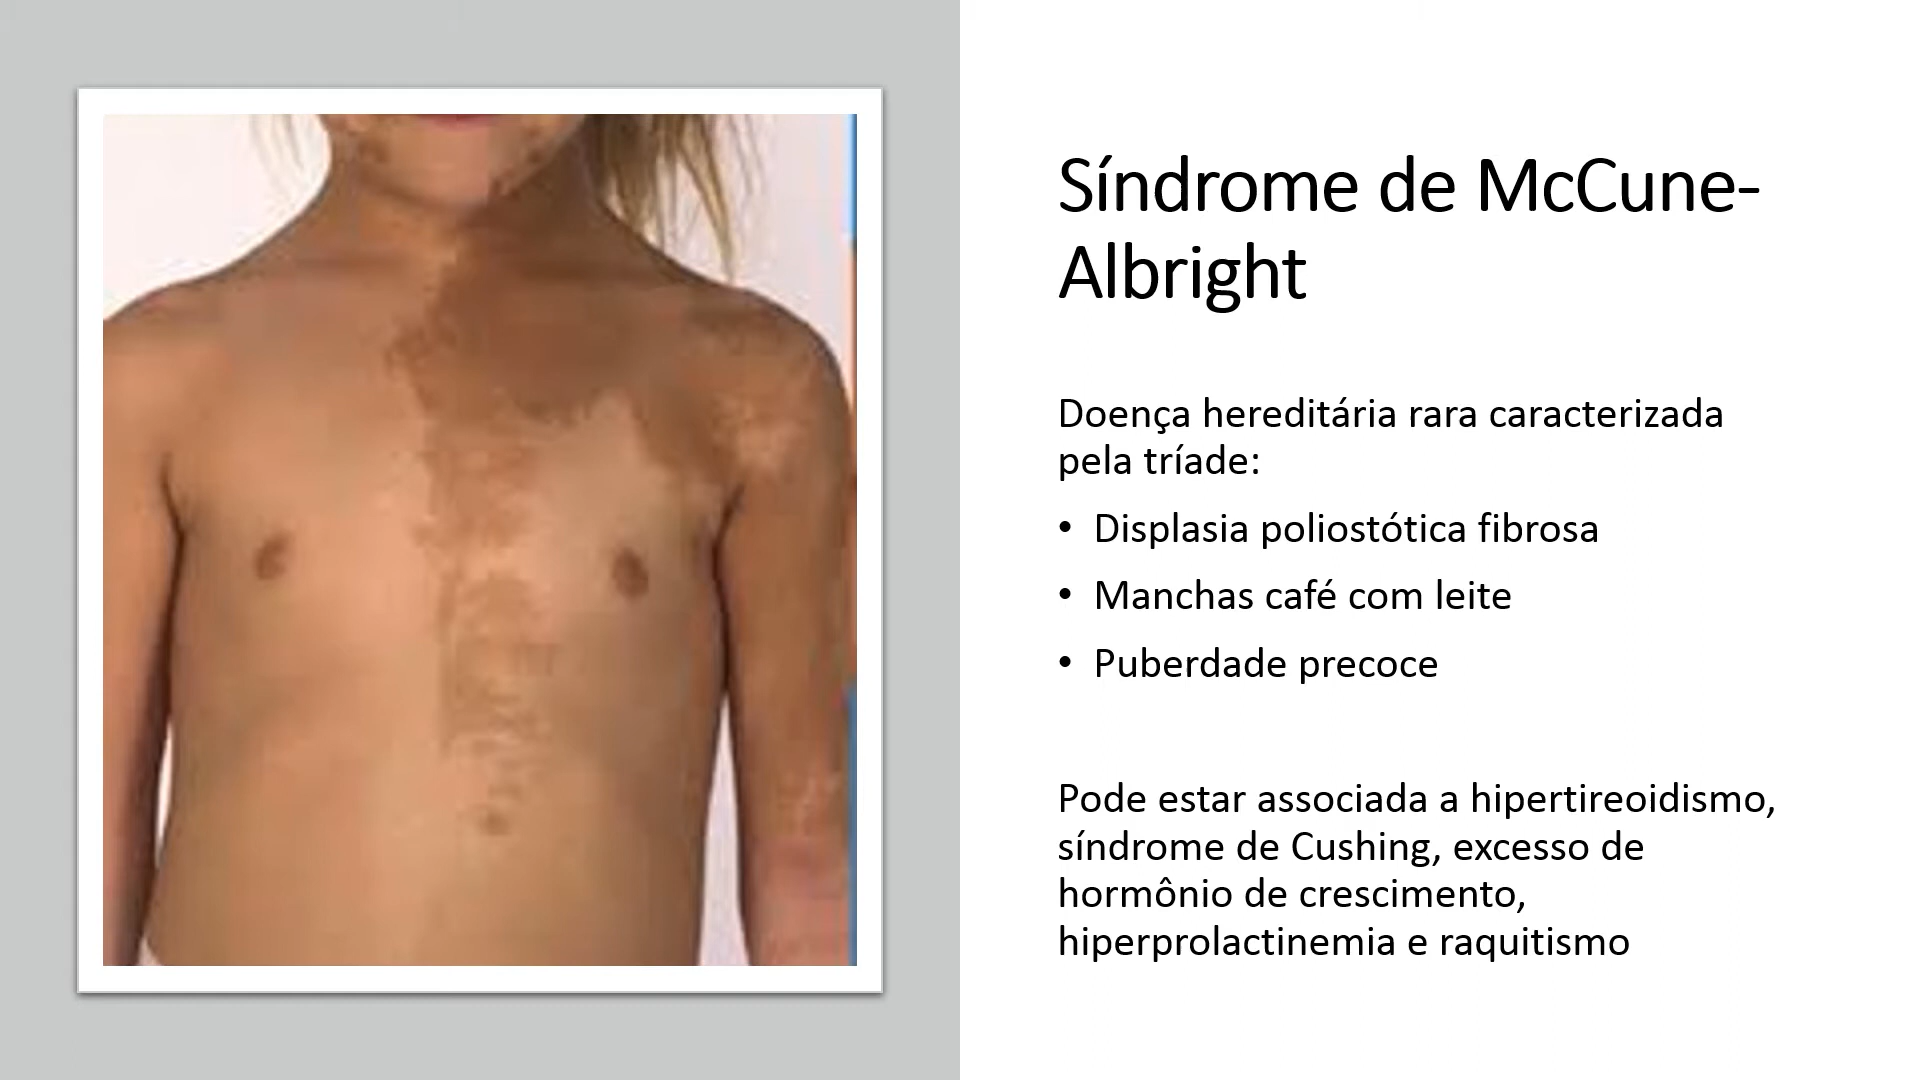 Síndrome de McCune-
Albright
Doença hereditária rara caracterizada
pela tríade:
• Displasia poliostótica fibrosa
• Manchas café com leite
• Puberdade precoce
Pode estar associada a hipertireoidismo,
síndrome de Cushing, excesso de
hormônio de crescimento,
hiperprolactinemia e raquitismo